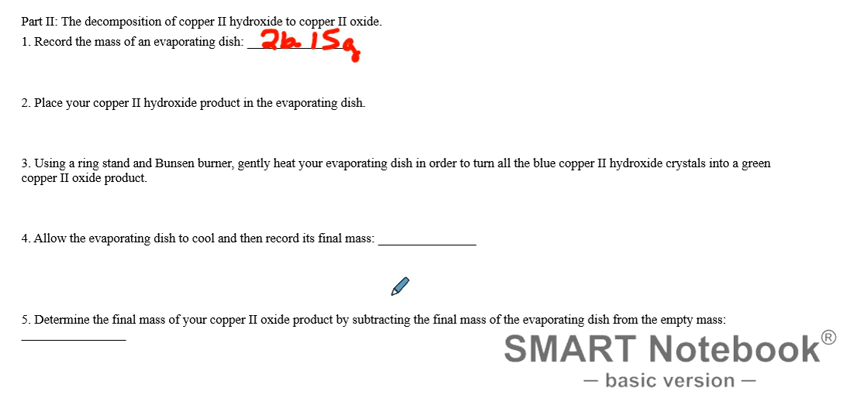 Part II: The decomposition of copper II hydroxide to copper II oxide.
1. Record the mass of an evaporating dish: 26.15g
2. Place your copper II hydroxide product in the evaporating dish.
3. Using a ring stand and Bunsen burner, gently heat your evaporating dish in order to turn all the blue copper II hydroxide crystals into a green
copper II oxide product.
4. Allow the evaporating dish to cool and then record its final mass: ________________
5. Determine the final mass of your copper II oxide product by subtracting the final mass of the evaporating dish from the empty mass:
________________
SMART Notebook®
— basic version —